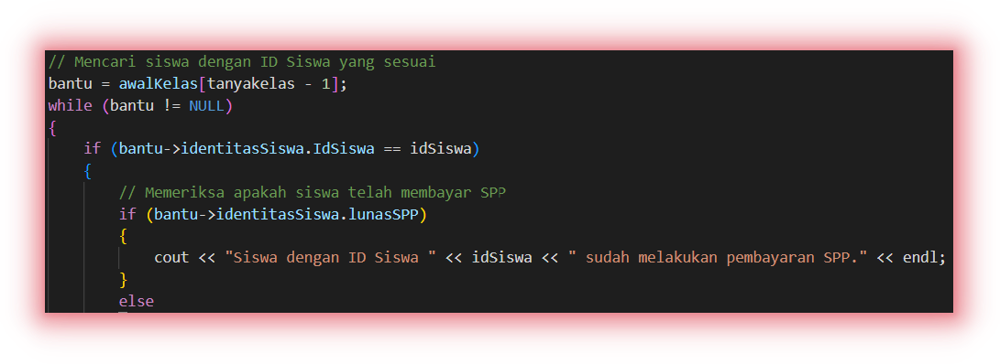 // Mencari siswa dengan ID Siswa yang sesuai
bantu = awalKelas[tanyakelas - 1];
while (bantu != NULL)
{
    if (bantu->identitasSiswa.IdSiswa == idSiswa)
    {
        // Memeriksa apakah siswa telah membayar SPP
        if (bantu->identitasSiswa.lunasSPP)
        {
            cout << "Siswa dengan ID Siswa " << idSiswa << " sudah melakukan pembayaran SPP." << endl;
        }
        else